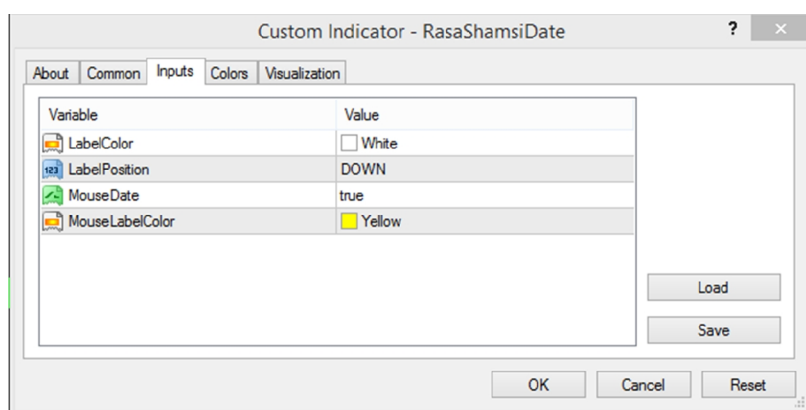 Custom Indicator - RasaShamsiDate ?
About Common Inputs Colors Visualization
Variable Value
LabelColor White
123 LabelPosition DOWN
MouseDate true
MouseLabelColor Yellow
Load
Save
OK Cancel Reset